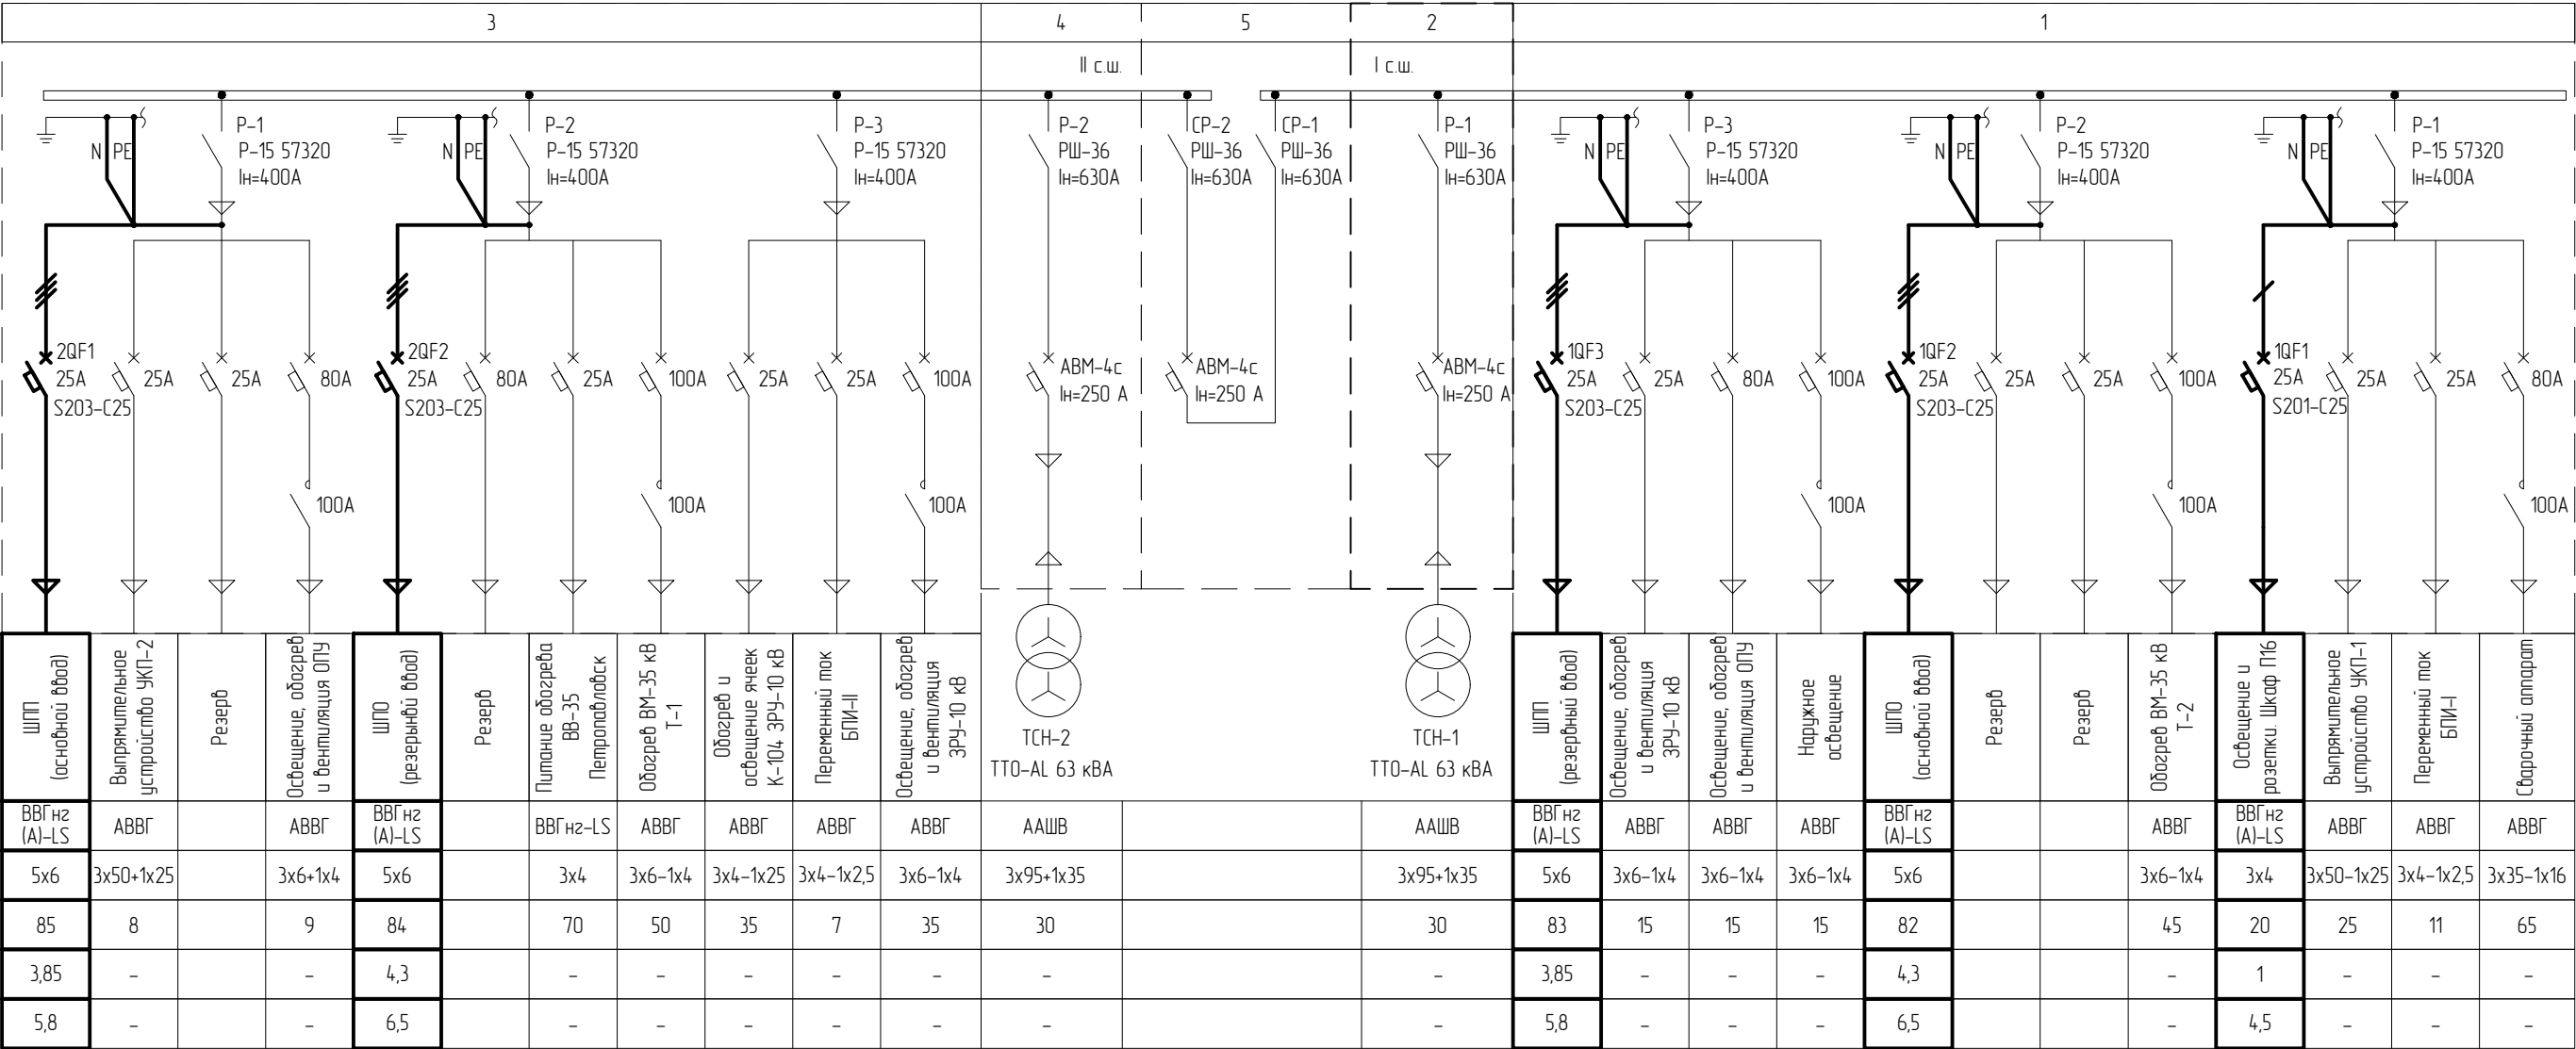 3
4
5
2
1
II с.ш.
I с.ш.
N PE
Р-1
Р-15 57320
Iн=400А
N PE
Р-2
Р-15 57320
Iн=400А
Р-3
Р-15 57320
Iн=400А
Р-2
РШ-36
Iн=630А
СР-2
РШ-36
Iн=630А
СР-1
РШ-36
Iн=630А
Р-1
РШ-36
Iн=630А
N PE
Р-3
Р-15 57320
Iн=400А
N PE
Р-2
Р-15 57320
Iн=400А
N PE
Р-1
Р-15 57320
Iн=400А
2QF1
25А
S203-C25
25А
25А
80А
2QF2
25А
S203-C25
80А
25А
100А
25А
25А
100А
АВМ-4с
Iн=250 А
АВМ-4с
Iн=250 А
АВМ-4с
Iн=250 А
1QF3
25А
S203-C25
25А
80А
100А
1QF2
25А
S203-C25
25А
25А
100А
1QF1
25А
S201-C25
25А
25А
80А
100А
100А
100А
100А
100А
100А
ТСН-2
ТТО-AL 63 кВА
ТСН-1
ТТО-AL 63 кВА
ШПП
(основной ввод)
Выпрямительное
устройство УКП-2
Резерв
Освещение, обогрев
и вентиляция ОПУ
ШПО
(резерынй ввод)
Резерв
Питание обогрева
ВВ-35
Петропавловск
Обогрев ВМ-35 кВ
Т-1
Обогрев и
освещение ячеек
К-104 ЗРУ-10 кВ
Переменный ток
БПИ-II
Освещение, обогрев
и вентиляция
ЗРУ-10 кВ
ШПП
(резервный ввод)
Освещение, обогрев
и вентиляция
ЗРУ-10 кВ
Освещение, обогрев
и вентиляция ОПУ
Наружное
освещение
ШПО
(основной ввод)
Резерв
Резерв
Обогрев ВМ-35 кВ
Т-2
Освещение и
розетки. Шкаф П16
Выпрямительное
устройство УКП-1
Переменный ток
БПИ-I
Сварочный аппарат
ВВГнг
(А)-LS
АВВГ
АВВГ
ВВГнг
(А)-LS
ВВГнг-LS
АВВГ
АВВГ
АВВГ
АВВГ
ААШВ
ААШВ
ВВГнг
(А)-LS
АВВГ
АВВГ
АВВГ
ВВГнг
(А)-LS
АВВГ
ВВГнг
(А)-LS
АВВГ
АВВГ
АВВГ
5х6 3х50+1х25 3х6+1х4 5х6 3х4 3х6-1х4 3х4-1х25 3х4-1х2,5 3х6-1х4 3х95+1х35 3х95+1х35 5х6 3х6-1х4 3х6-1х4 3х6-1х4 5х6 3х6-1х4 3х4 3х50-1х25 3х4-1х2,5 3х35-1х16
85 8 9 84 70 50 35 7 35 30 30 83 15 15 15 82 45 20 25 11 65
3,85 - - 4,3 - - - - - - - 3,85 - - - 4,3 - 1 - - -
5,8 - - 6,5 - - - - - - - 5,8 - - - 6,5 - 4,5 - - -